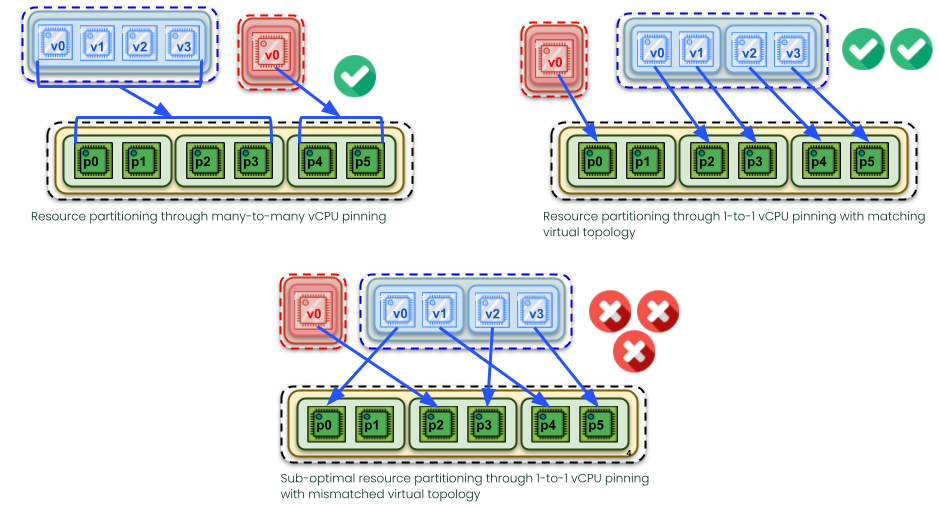 v0 v1 v2 v3
v0
p0 p1 p2 p3 p4 p5
Resource partitioning through many-to-many vCPU pinning
v0
v0 v1 v2 v3
p0 p1 p2 p3 p4 p5
Resource partitioning through 1-to-1 vCPU pinning with matching
virtual topology
v0
v0 v1 v2 v3
p0 p1 p2 p3 p4 p5
4
Sub-optimal resource partitioning through 1-to-1 vCPU pinning
with mismatched virtual topology